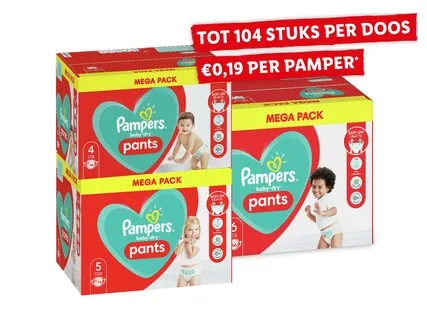 TOT 104 STUKS PER DOOS
€0,19 PER PAMPER*
MEGA PACK
Pampers
baby-dry
pants
4
MEGA PACK
Pampers
baby-dry
pants
5
MEGA PACK
Pampers
baby-dry
pants
6